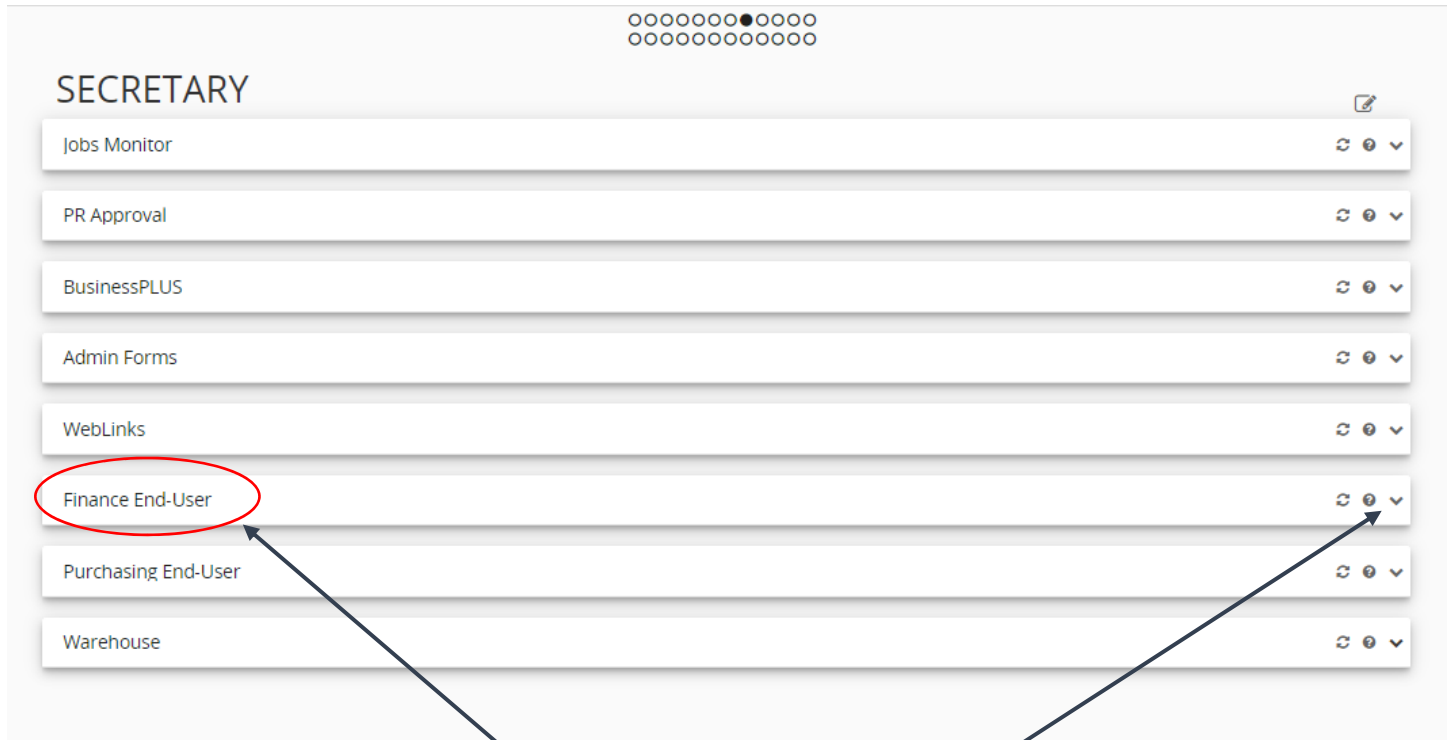 SECRETARY
Jobs Monitor
PR Approval
BusinessPLUS
Admin Forms
WebLinks
Finance End-User
Purchasing End-User
Warehouse